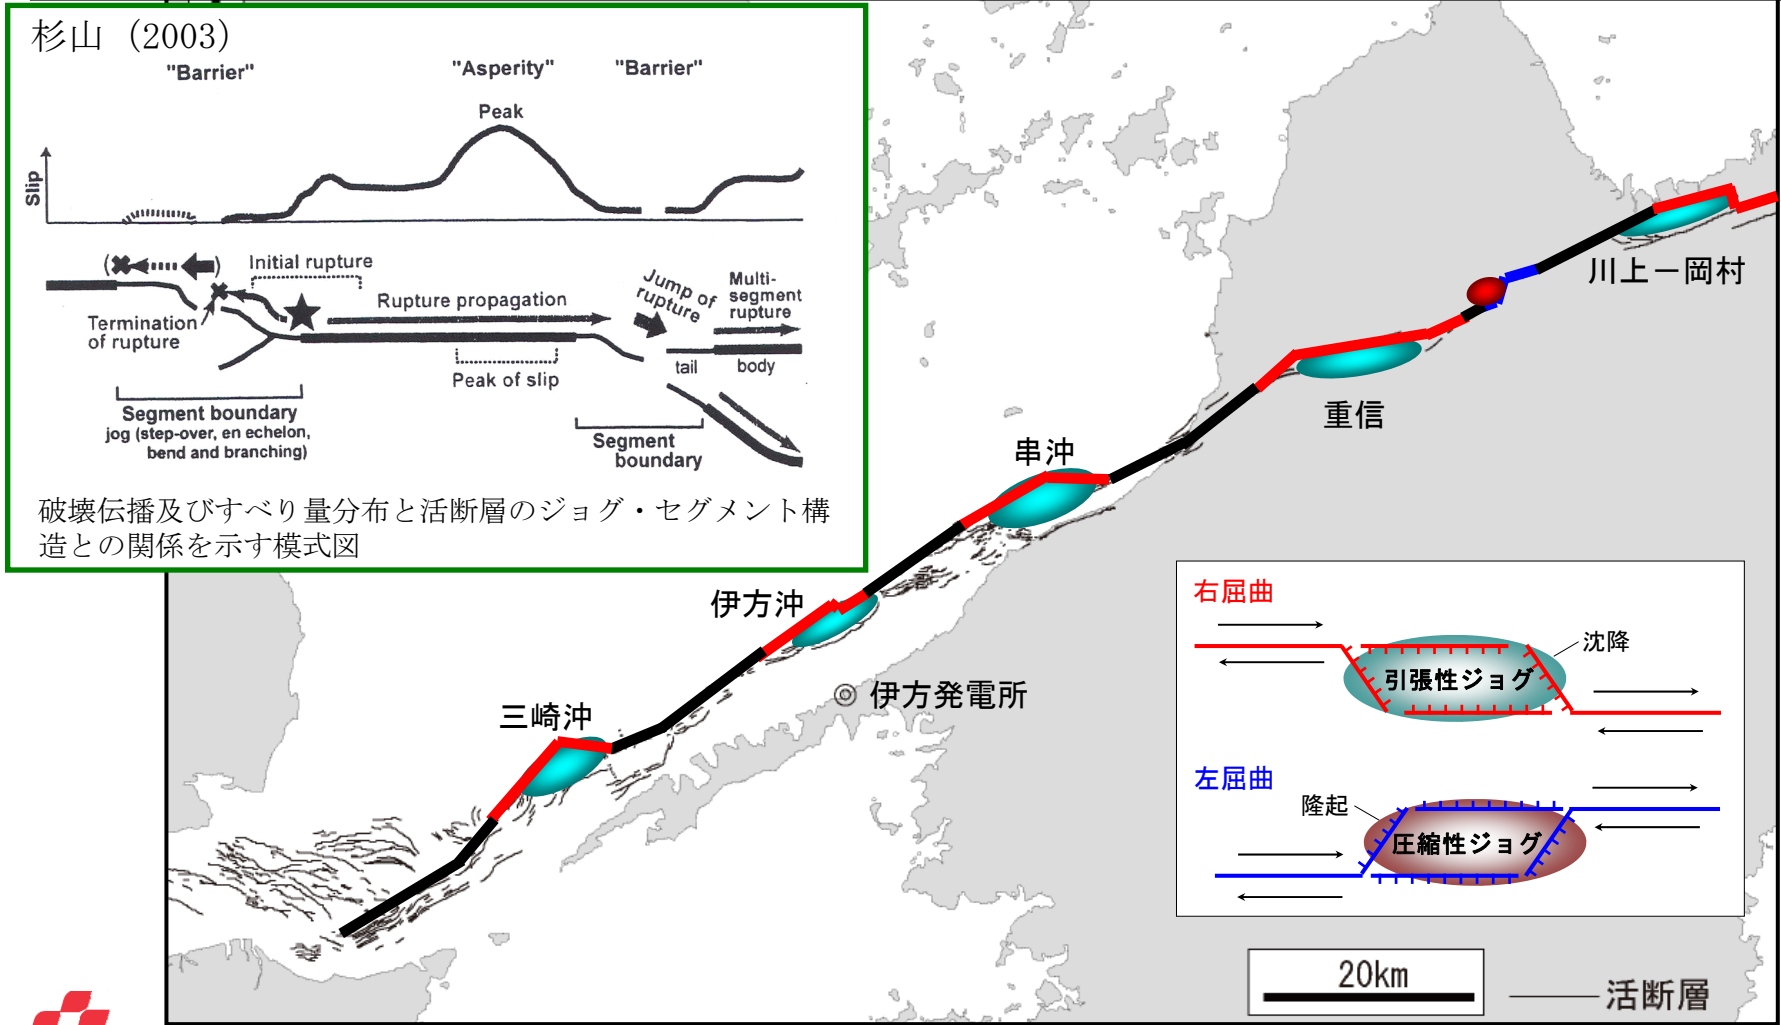 杉山（2003）
"Barrier"
"Asperity"
"Barrier"
Peak
Slip
Initial rupture
Rupture propagation
Jump of
rupture
Multi-
segment
rupture
Termination
of rupture
Peak of slip
tail
body
Segment boundary
jog (step-over, en echelon,
bend and branching)
Segment
boundary
破壊伝播及びすべり量分布と活断層のジョグ・セグメント構
造との関係を示す模式図
川上－岡村
重信
串沖
伊方沖
伊方発電所
三崎沖
右屈曲
沈降
引張性ジョグ
左屈曲
隆起
圧縮性ジョグ
20km
活断層